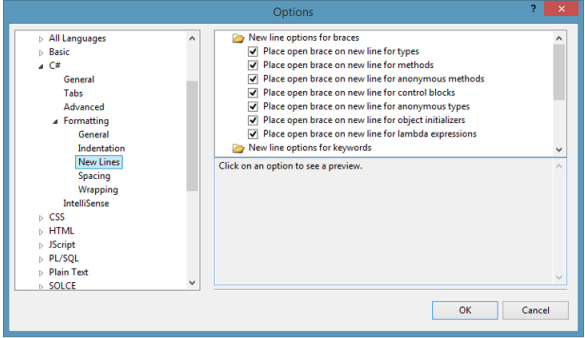 Options
All Languages
Basic
C#
General
Tabs
Advanced
Formatting
General
Indentation
New Lines
Spacing
Wrapping
IntelliSense
CSS
HTML
JScript
PL/SQL
Plain Text
SOLCE
New line options for braces
Place open brace on new line for types
Place open brace on new line for methods
Place open brace on new line for anonymous methods
Place open brace on new line for control blocks
Place open brace on new line for anonymous types
Place open brace on new line for object initializers
Place open brace on new line for lambda expressions
New line options for keywords
Click on an option to see a preview.
OK
Cancel